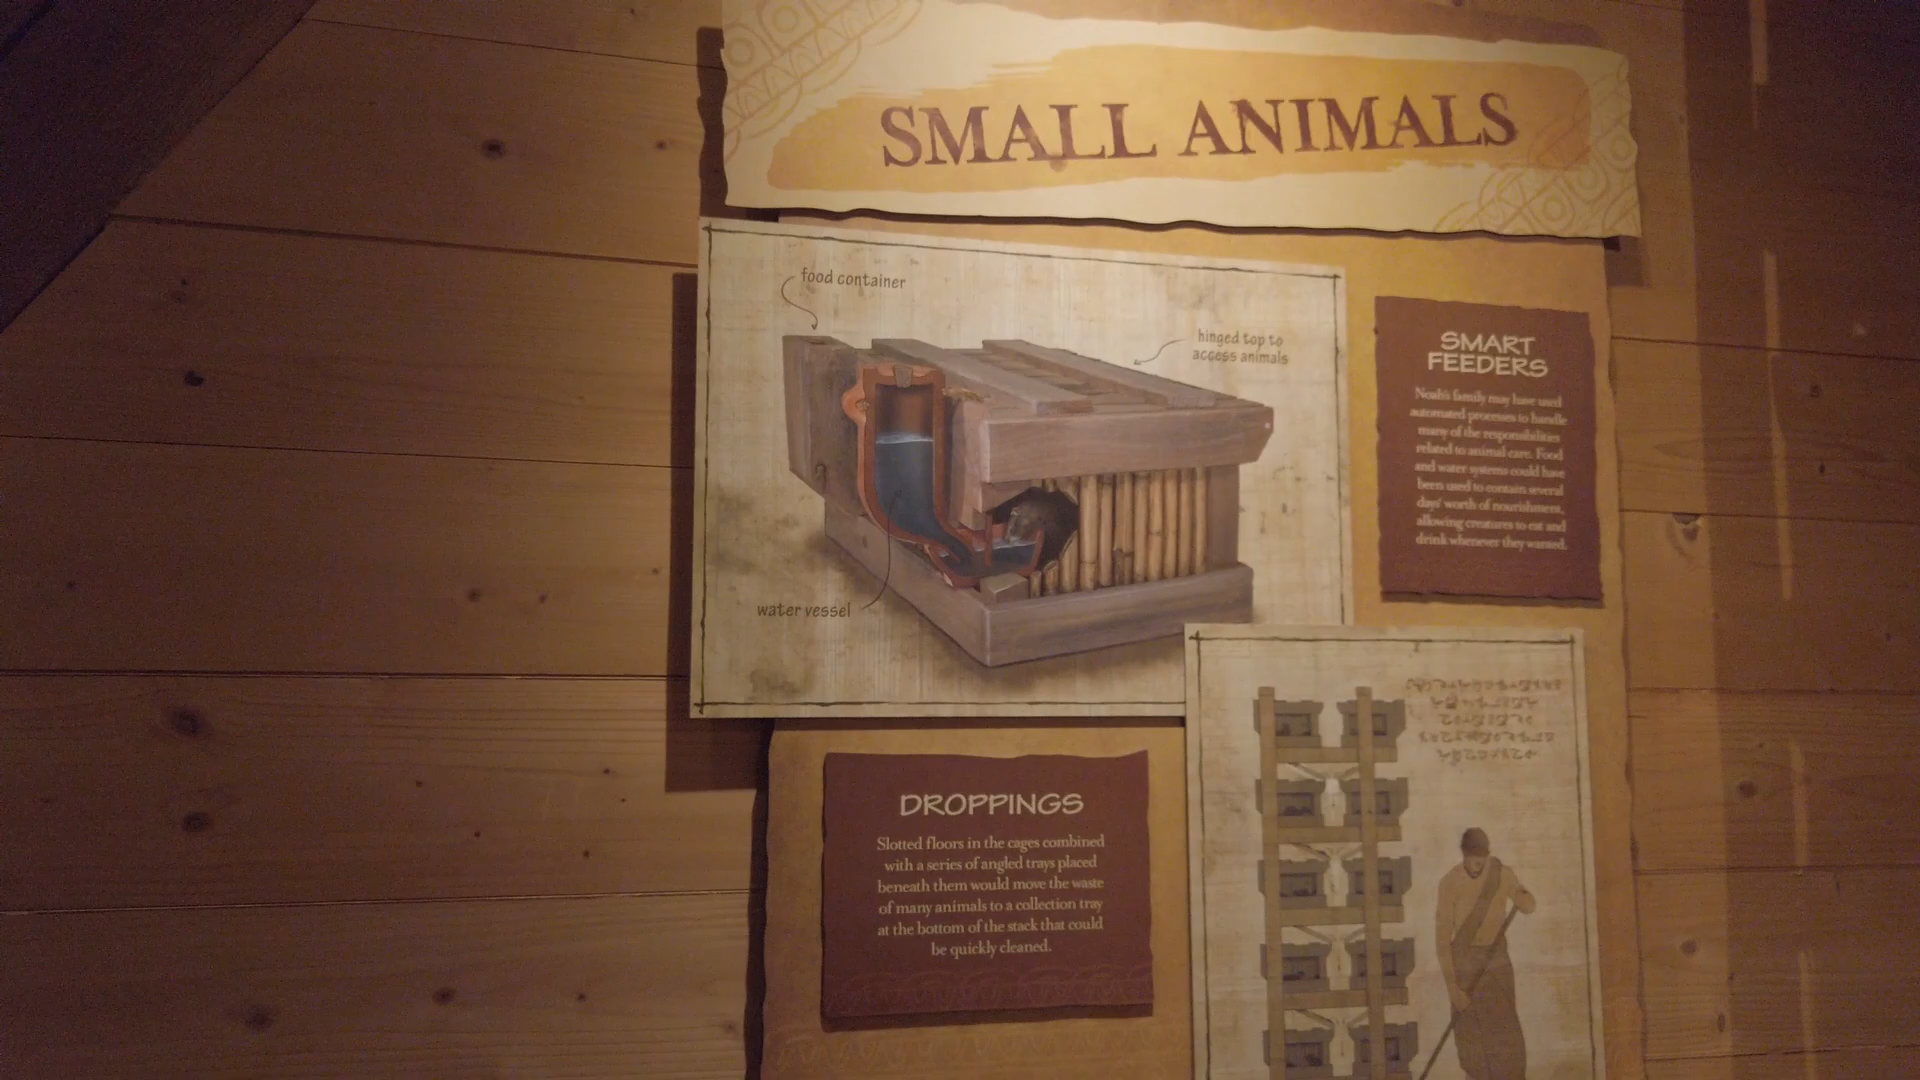 SMALL ANIMALS
food container
hinged top to
access animals
water vessel
SMART
FEEDERS
Noah's family may have used
automated processes to handle
many of the responsibilities
related to animal care. Food
and water systems could have
been used to contain several
days' worth of nourishment,
allowing creatures to eat and
drink whenever they wanted.
DROPPINGS
Slotted floors in the cages combined
with a series of angled trays placed
beneath them would move the waste
of many animals to a collection tray
at the bottom of the stack that could
be quickly cleaned.